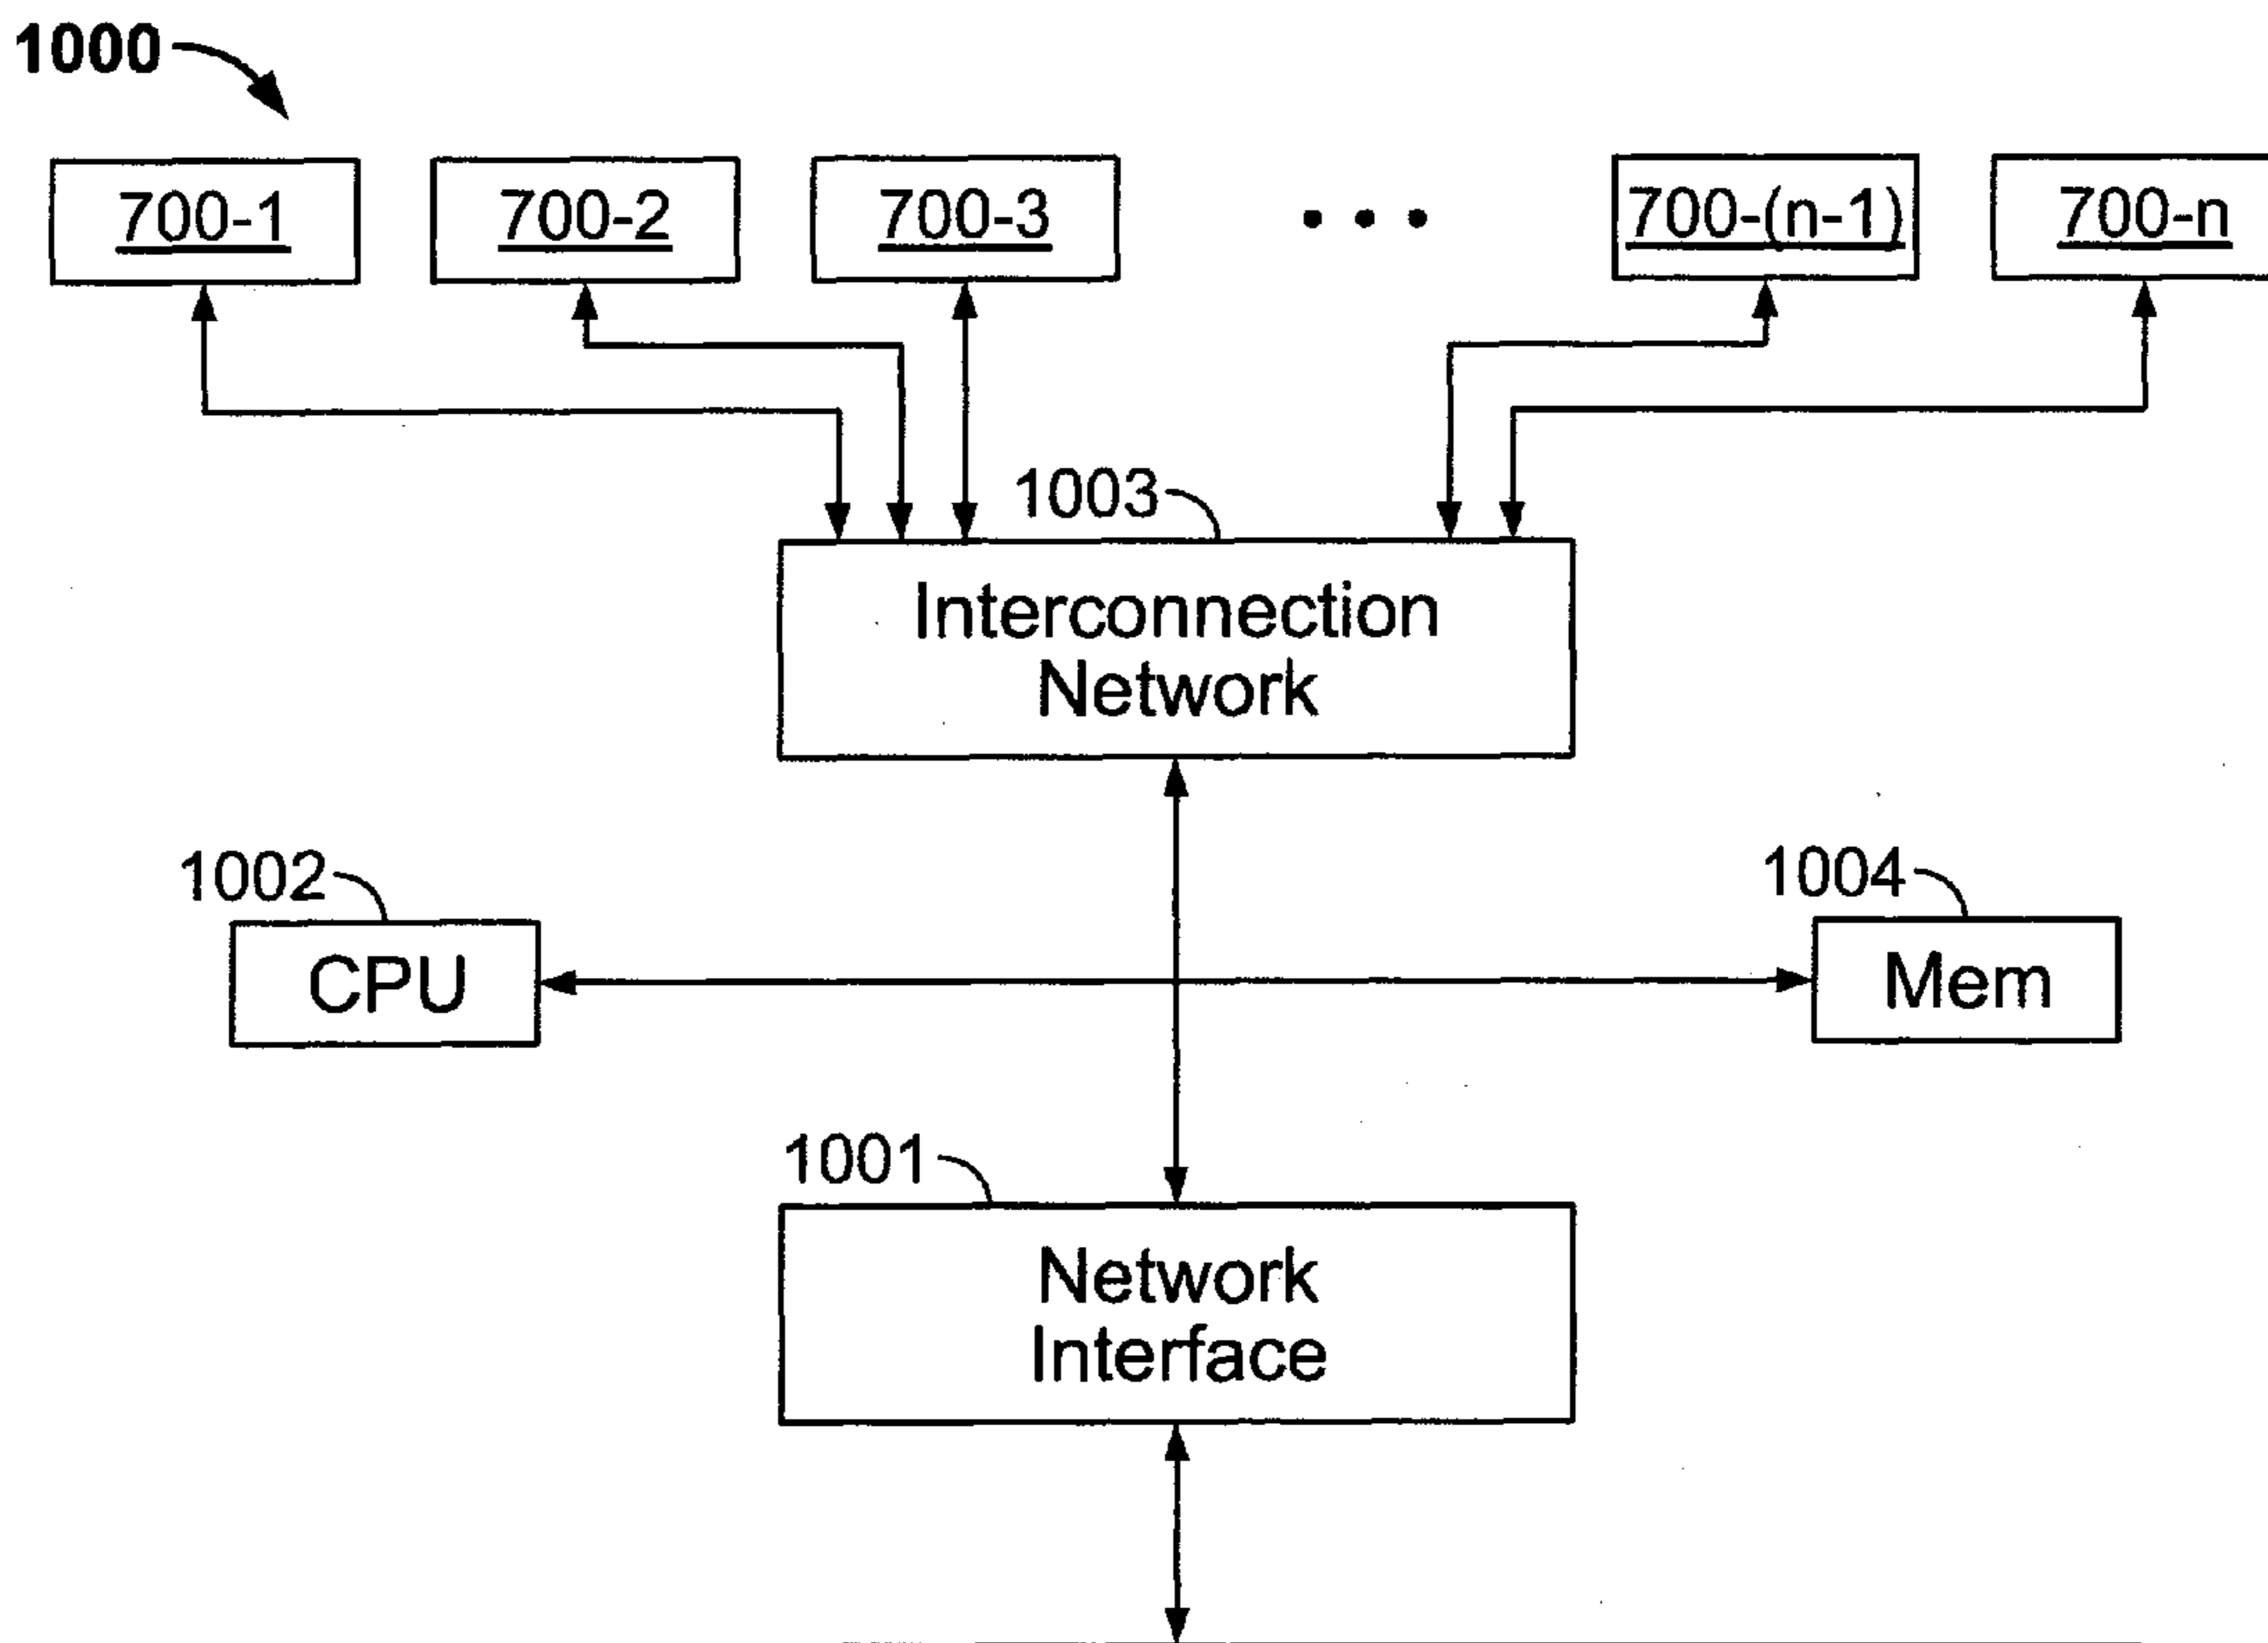 1000
700-1
700-2
700-3
• • •
700-(n-1)
700-n
1003
Interconnection
Network
1002
CPU
1004
Mem
1001
Network
Interface